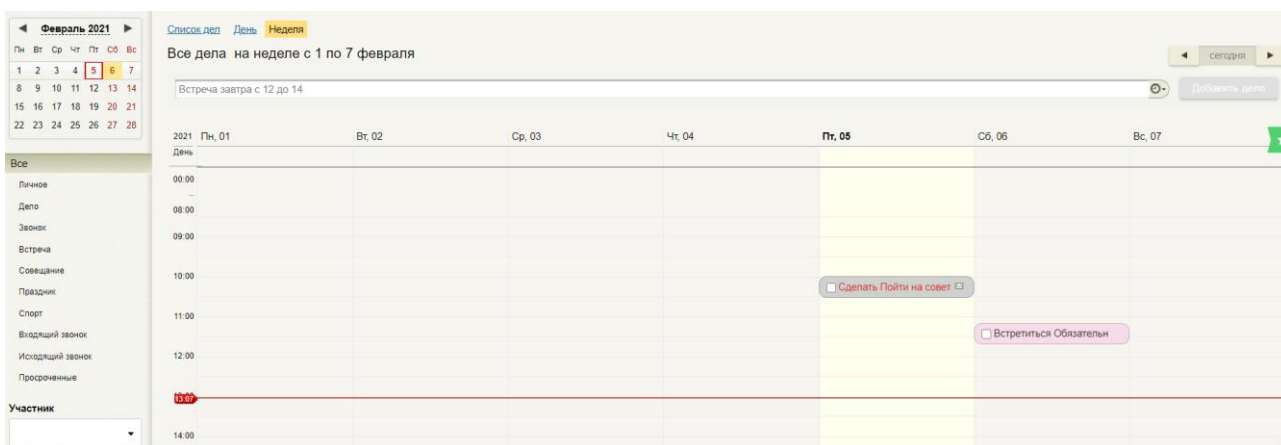 Февраль 2021
Пн Вт Ср Чт Пт Сб Вс
1 2 3 4 5 6 7
8 9 10 11 12 13 14
15 16 17 18 19 20 21
22 23 24 25 26 27 28
Все
Личное
Дело
Звонок
Встреча
Совещание
Праздник
Спорт
Входящий звонок
Исходящий звонок
Просроченные
Участник
Список дел День Неделя
Все дела на неделе с 1 по 7 февраля
сегодня
Встреча завтра с 12 до 14
Добавить дело
2021 Пн, 01 Вт, 02 Ср, 03 Чт, 04 Пт, 05 Сб, 06 Вс, 07
День
00:00
...
08:00
09:00
10:00
Сделать Пойти на совет
11:00
Встретиться Обязательн
12:00
13:07
14:00